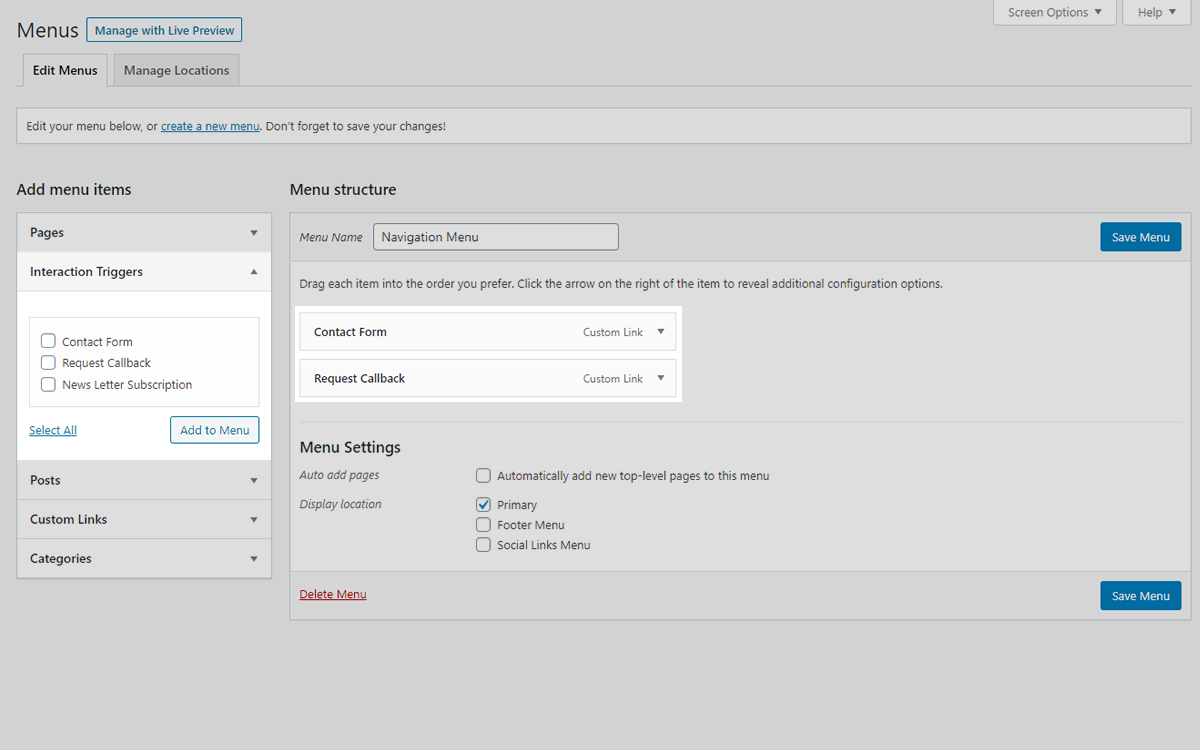 Screen Options
Help
Menus
Manage with Live Preview
Edit Menus
Manage Locations
Edit your menu below, or create a new menu. Don't forget to save your changes!
Add menu items
Menu structure
Pages
Interaction Triggers
Contact Form
Request Callback
News Letter Subscription
Select All
Add to Menu
Posts
Custom Links
Categories
Menu Name
Navigation Menu
Save Menu
Drag each item into the order you prefer. Click the arrow on the right of the item to reveal additional configuration options.
Contact Form
Custom Link
Request Callback
Custom Link
Menu Settings
Auto add pages
Automatically add new top-level pages to this menu
Display location
Primary
Footer Menu
Social Links Menu
Delete Menu
Save Menu